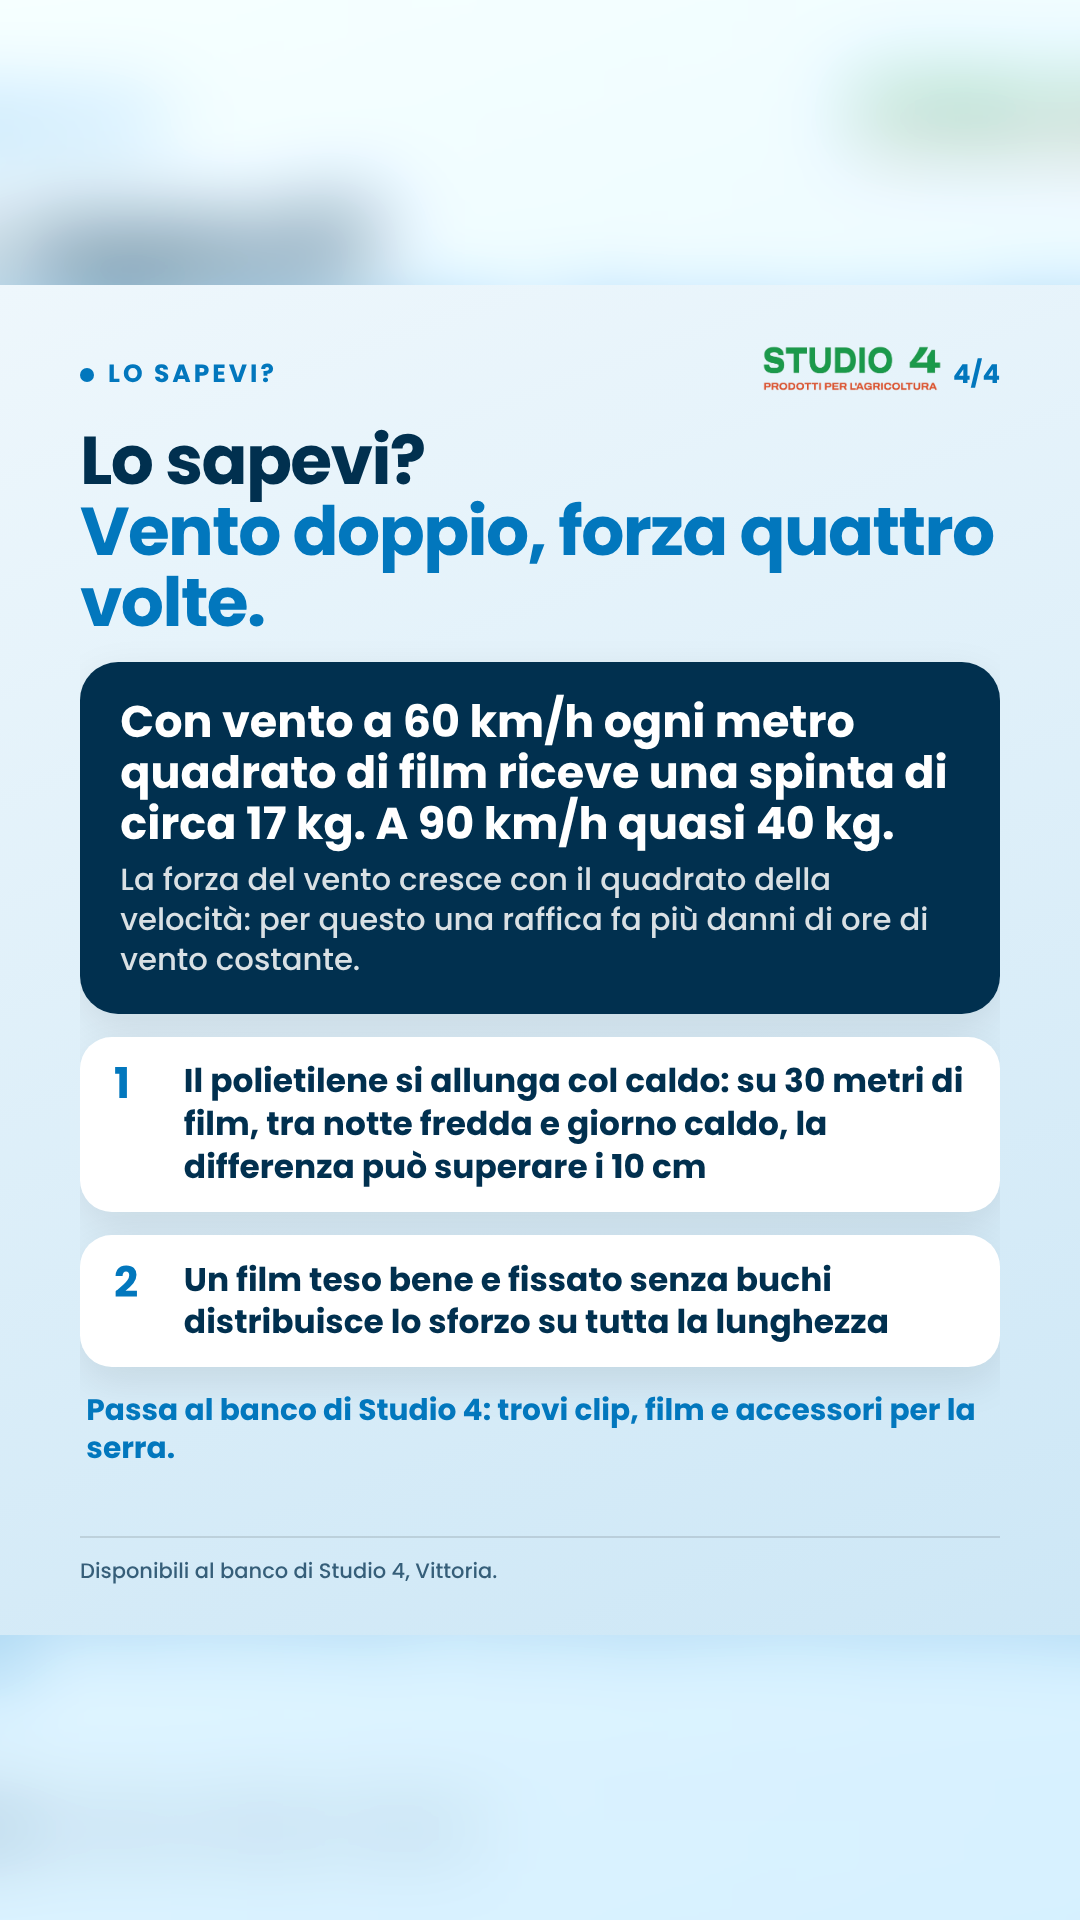 LO SAPEVI?
STUDIO 4
PRODOTTI PER L'AGRICOLTURA
4/4
Lo sapevi?
Vento doppio, forza quattro
volte.
Con vento a 60 km/h ogni metro
quadrato di film riceve una spinta di
circa 17 kg. A 90 km/h quasi 40 kg.
La forza del vento cresce con il quadrato della
velocità: per questo una raffica fa più danni di ore di
vento costante.
1
Il polietilene si allunga col caldo: su 30 metri di
film, tra notte fredda e giorno caldo, la
differenza può superare i 10 cm
2
Un film teso bene e fissato senza buchi
distribuisce lo sforzo su tutta la lunghezza
Passa al banco di Studio 4: trovi clip, film e accessori per la
serra.
Disponibili al banco di Studio 4, Vittoria.